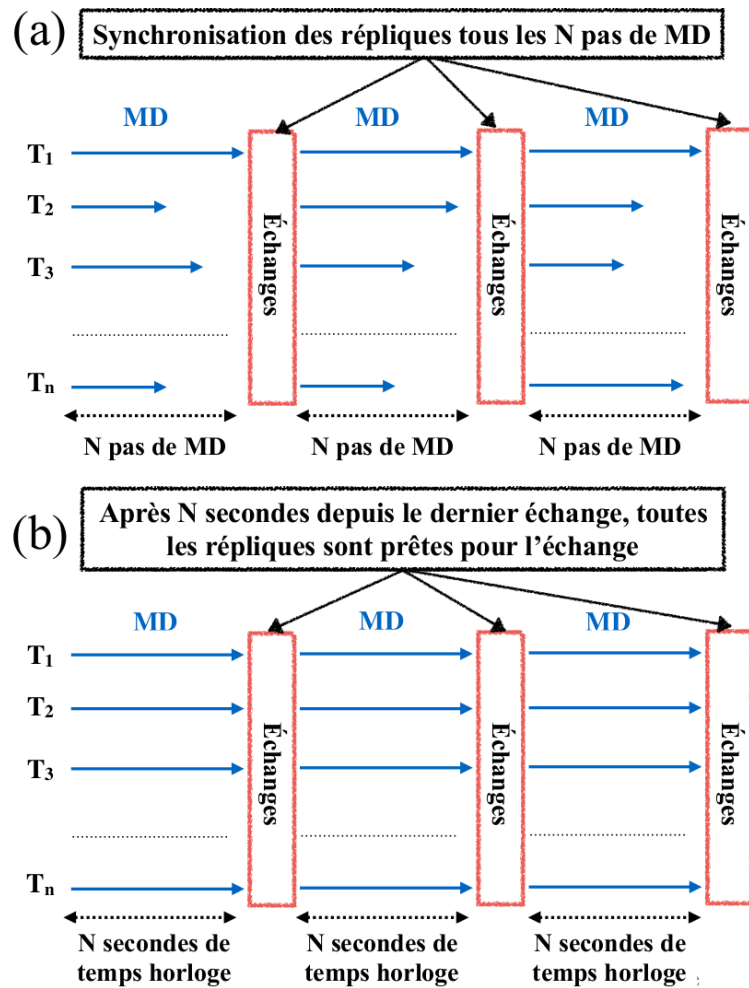 (a)
Synchronisation des répliques tous les N pas de MD
MD MD MD
T1
T2
T3
Tn
Échanges Échanges Échanges
N pas de MD N pas de MD N pas de MD
(b)
Après N secondes depuis le dernier échange, toutes
les répliques sont prêtes pour l'échange
MD MD MD
T1
T2
T3
Tn
Échanges Échanges Échanges
N secondes de N secondes de N secondes de
temps horloge temps horloge temps horloge